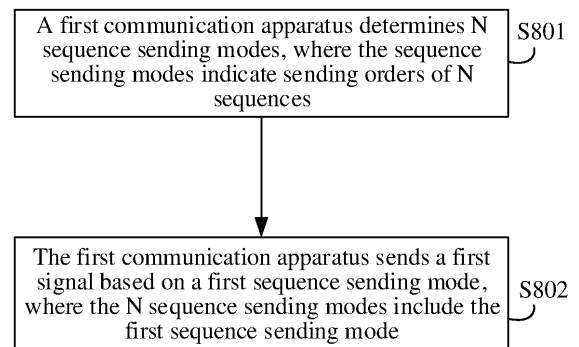 A first communication apparatus determines N
sequence sending modes, where the sequence
sending modes indicate sending orders of N
sequences
S801
The first communication apparatus sends a first
signal based on a first sequence sending mode,
where the N sequence sending modes include the
first sequence sending mode
S802